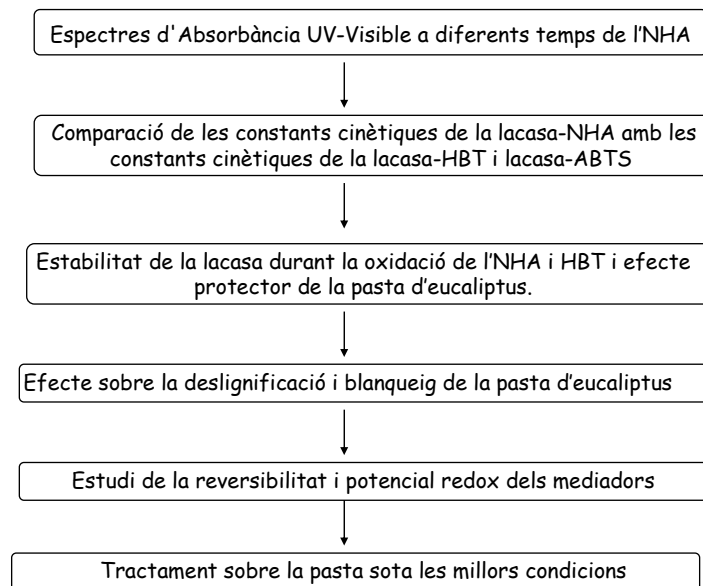 Espectres d'Absorbància UV-Visible a diferents temps de l'NHA
Comparació de les constants cinètiques de la lacasa-NHA amb les
constants cinètiques de la lacasa-HBT i lacasa-ABTS
Estabilitat de la lacasa durant la oxidació de l'NHA i HBT i efecte
protector de la pasta d'eucaliptus.
Efecte sobre la deslignificació i blanqueig de la pasta d'eucaliptus
Estudi de la reversibilitat i potencial redox dels mediadors
Tractament sobre la pasta sota les millors condicions